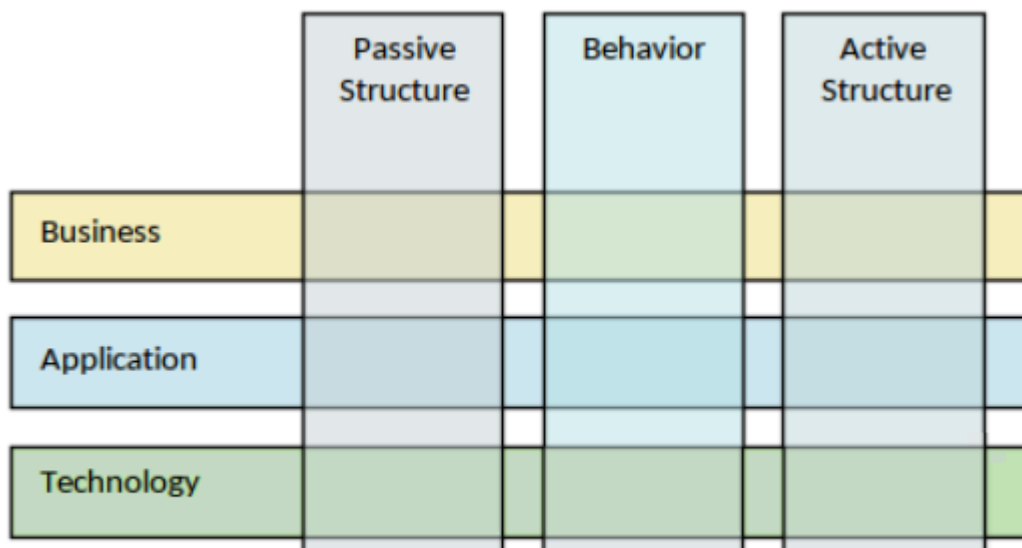 Passive
Structure
Behavior
Active
Structure
Business
Application
Technology